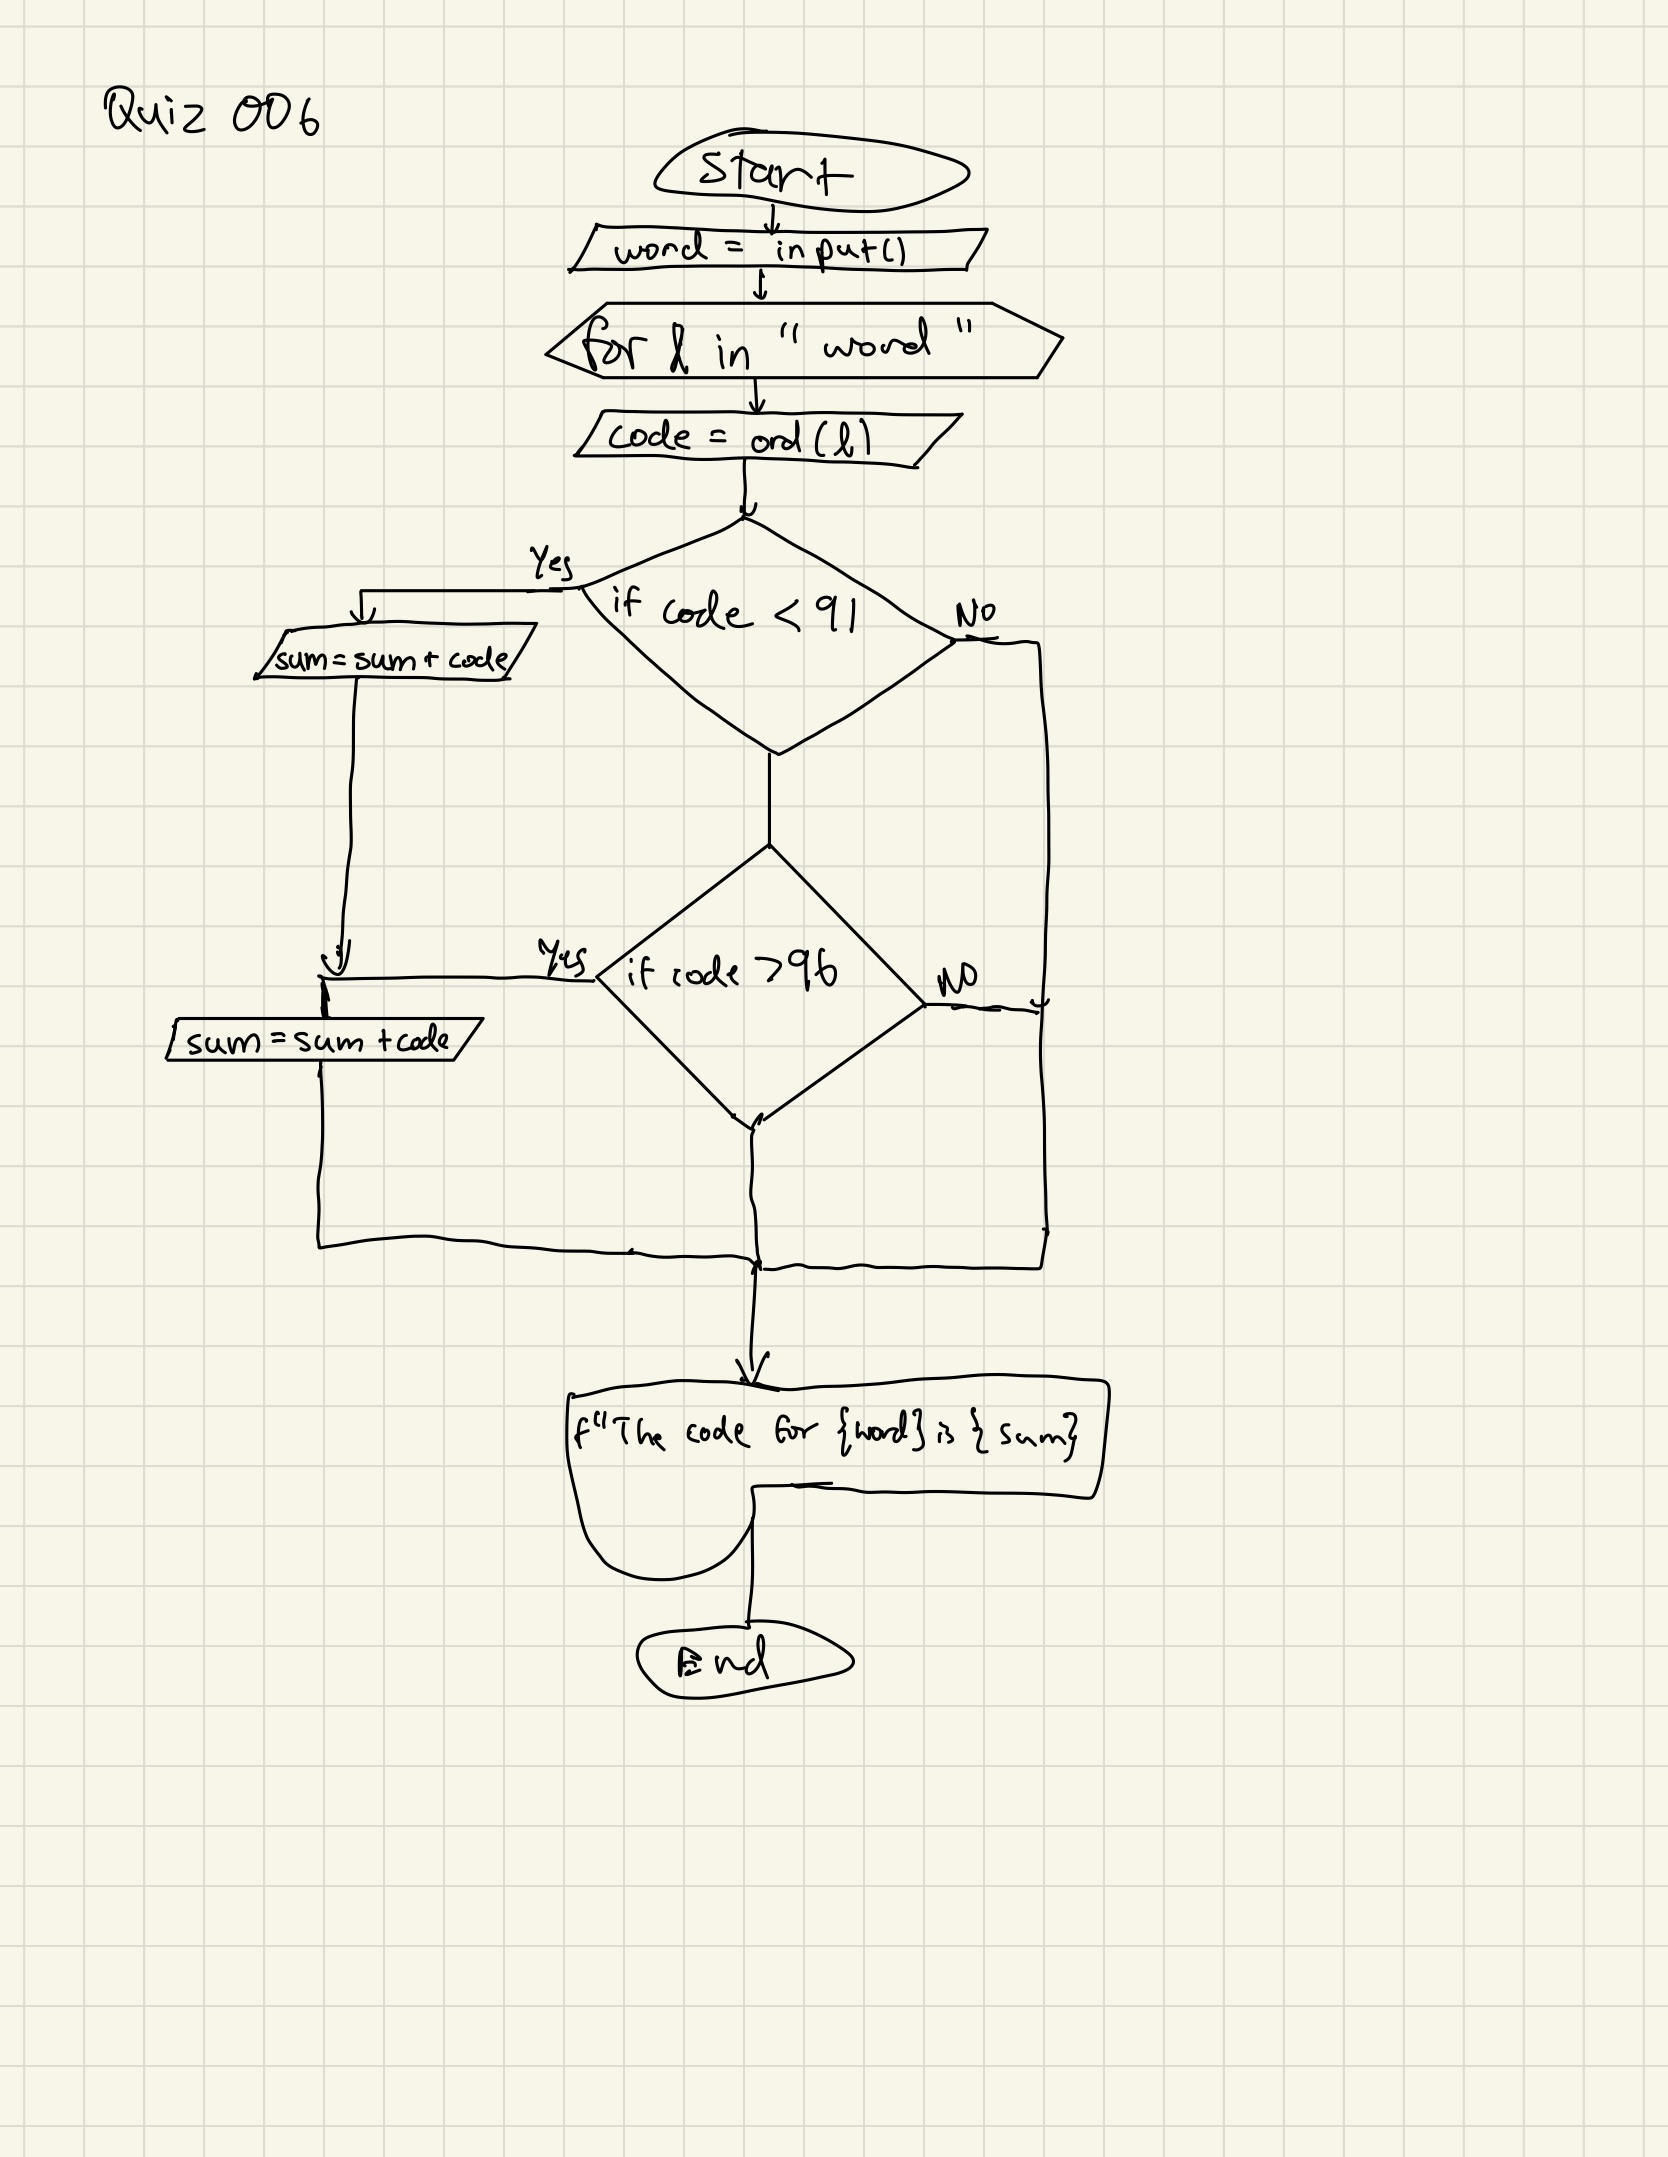 Quiz 006
Start
word = input()
for l in "word"
code = ord(l)
Yes
if code < 91
No
sum = sum + code
Yes
if code > 96
NO
sum = sum + code
f"The code for {word} is {sum}
End